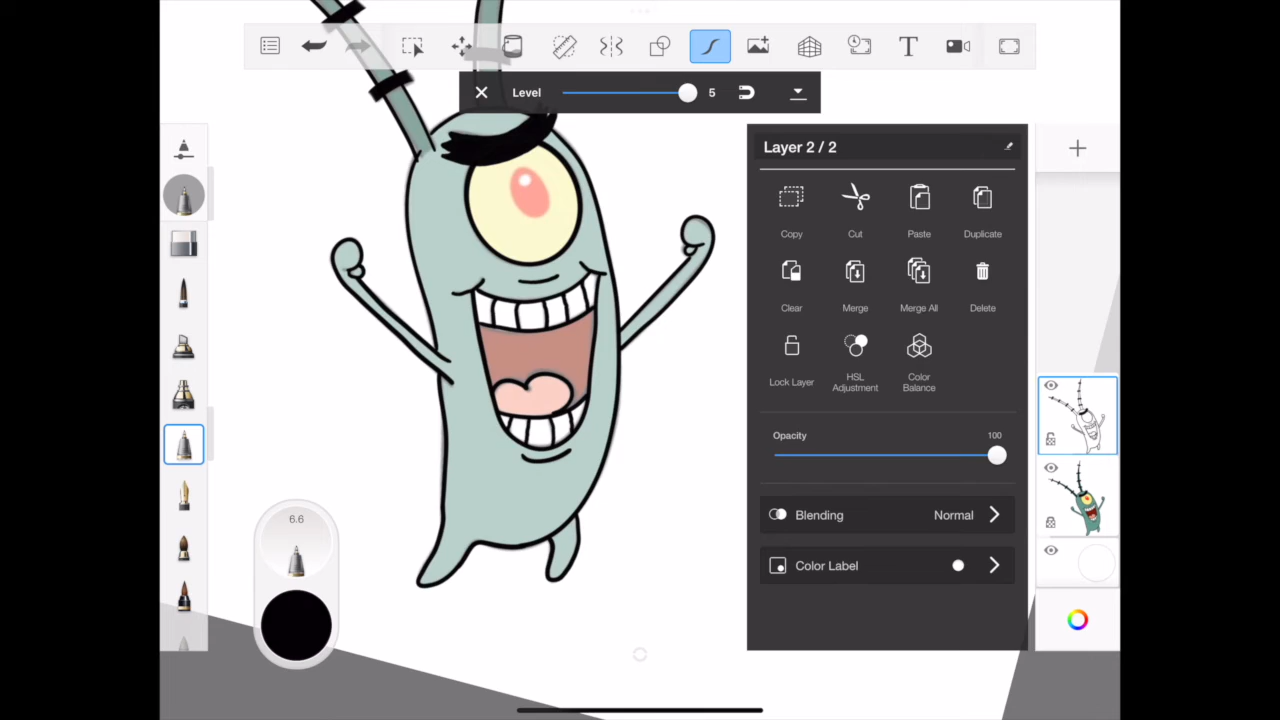 T
Level 5
Layer 2 / 2
Copy Cut Paste Duplicate
Clear Merge Merge All Delete
Lock Layer HSL Adjustment Color Balance
Opacity 100
6.6
Blending Normal
Color Label